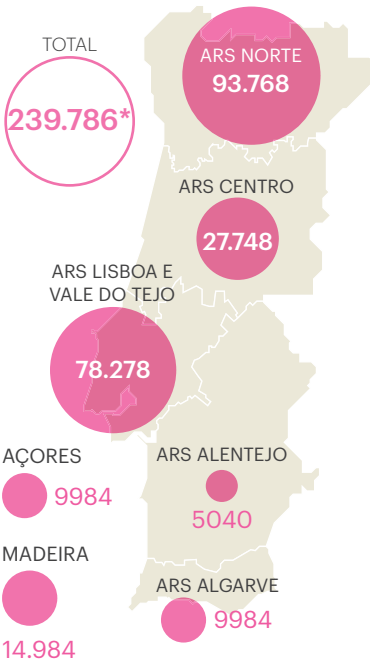 TOTAL
239.786*
ARS NORTE
93.768
ARS CENTRO
27.748
ARS LISBOA E
VALE DO TEJO
78.278
AÇORES
9984
ARS ALENTEJO
5040
MADEIRA
14.984
ARS ALGARVE
9984